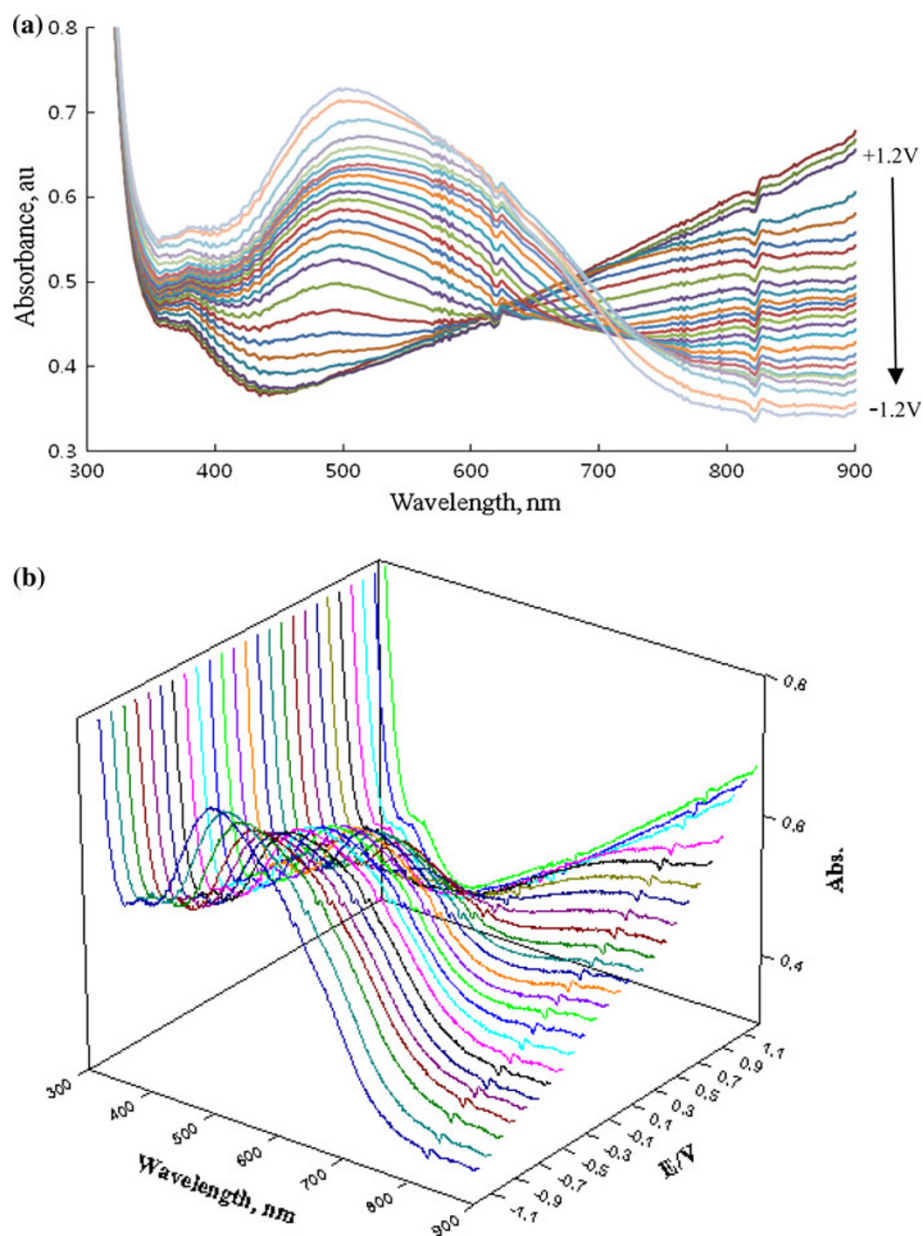 (a)
0.8
0.7
0.6
0.5
0.4
0.3
Absorbance, au
300 400 500 600 700 800 900
Wavelength, nm
+1.2V
-1.2V
(b)
0.8
0.6
0.4
Abs.
300 400 500 600 700 800 900
Wavelength, nm
-1.1 -0.9 -0.7 -0.5 -0.3 -0.1 0.1 0.3 0.5 0.7 0.9 1.1
E/V